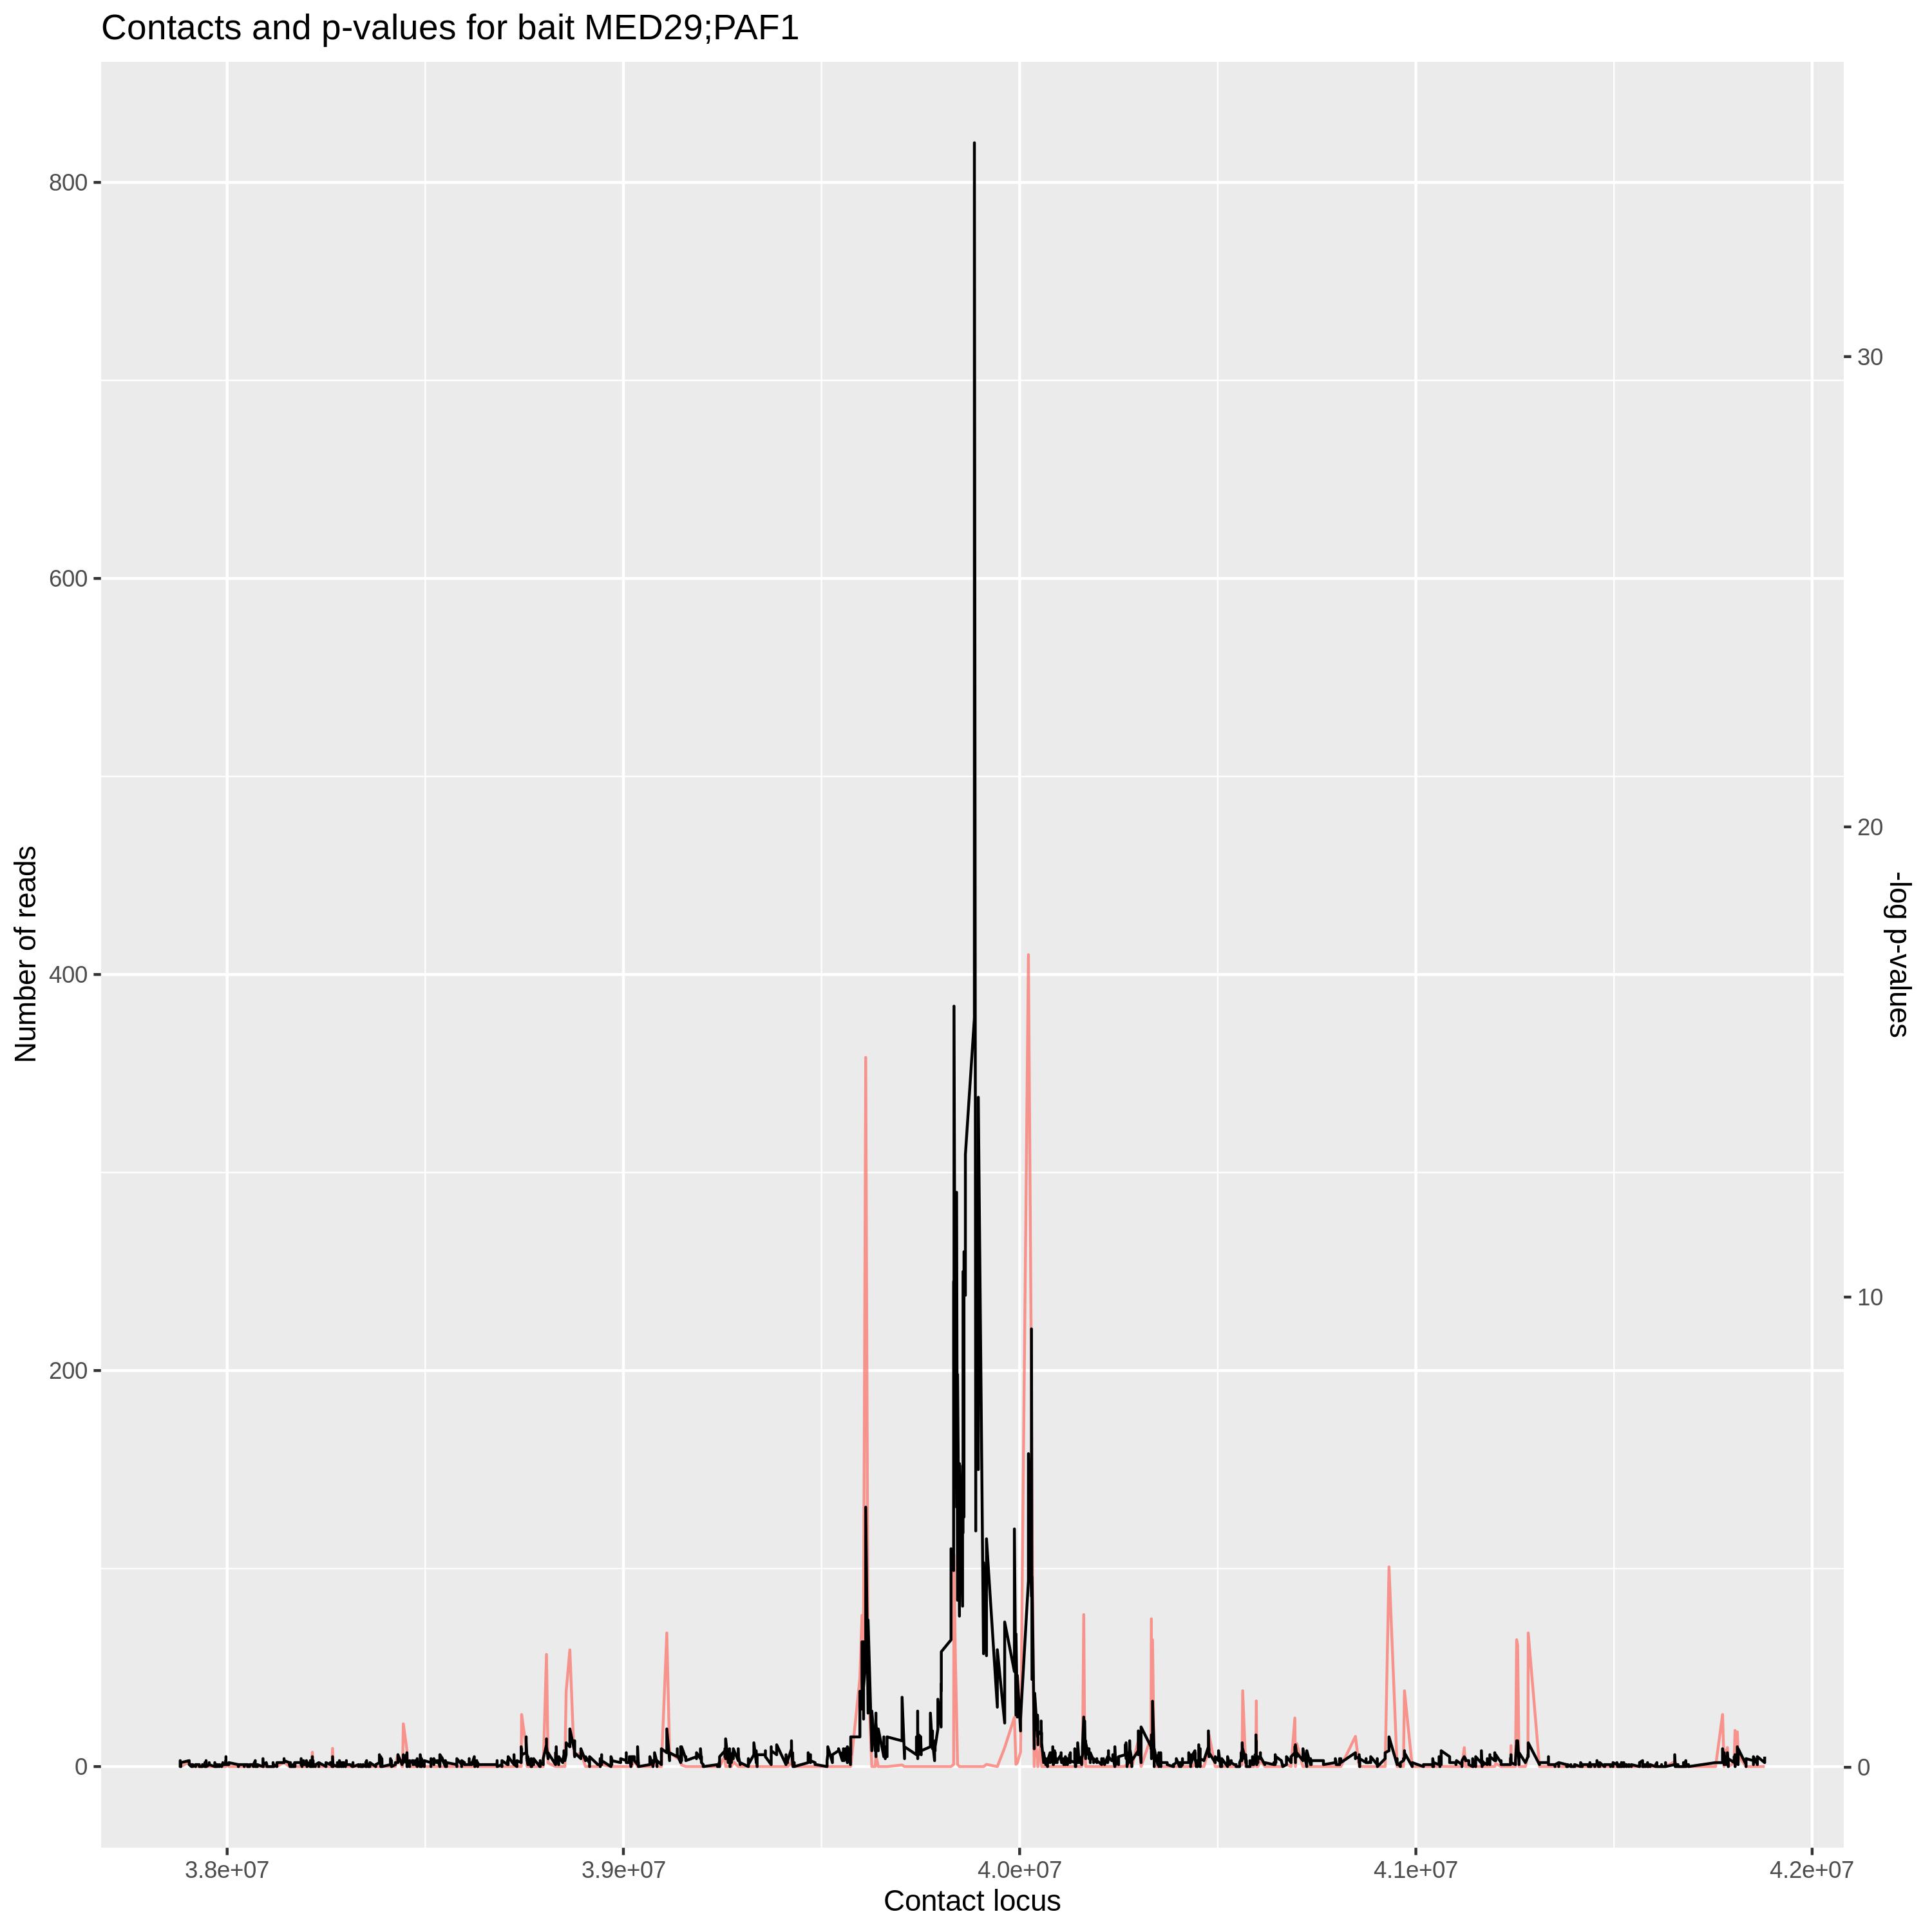 Contacts and p-values for bait MED29;PAF1
800
600
400
200
0
Number of reads
30
20
10
0
-log p-values
3.8e+07
3.9e+07
4.0e+07
4.1e+07
4.2e+07
Contact locus